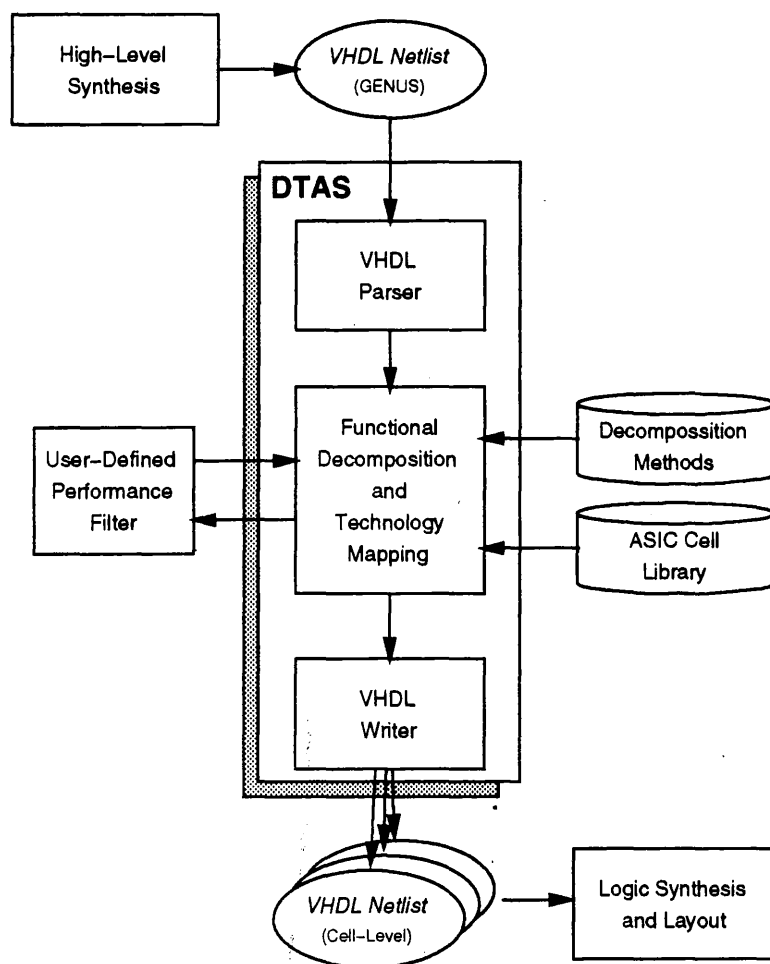 High–Level
Synthesis
VHDL Netlist
(GENUS)
DTAS
VHDL
Parser
User–Defined
Performance
Filter
Functional
Decomposition
and
Technology
Mapping
Decompossition
Methods
ASIC Cell
Library
VHDL
Writer
VHDL Netlist
(Cell–Level)
Logic Synthesis
and Layout